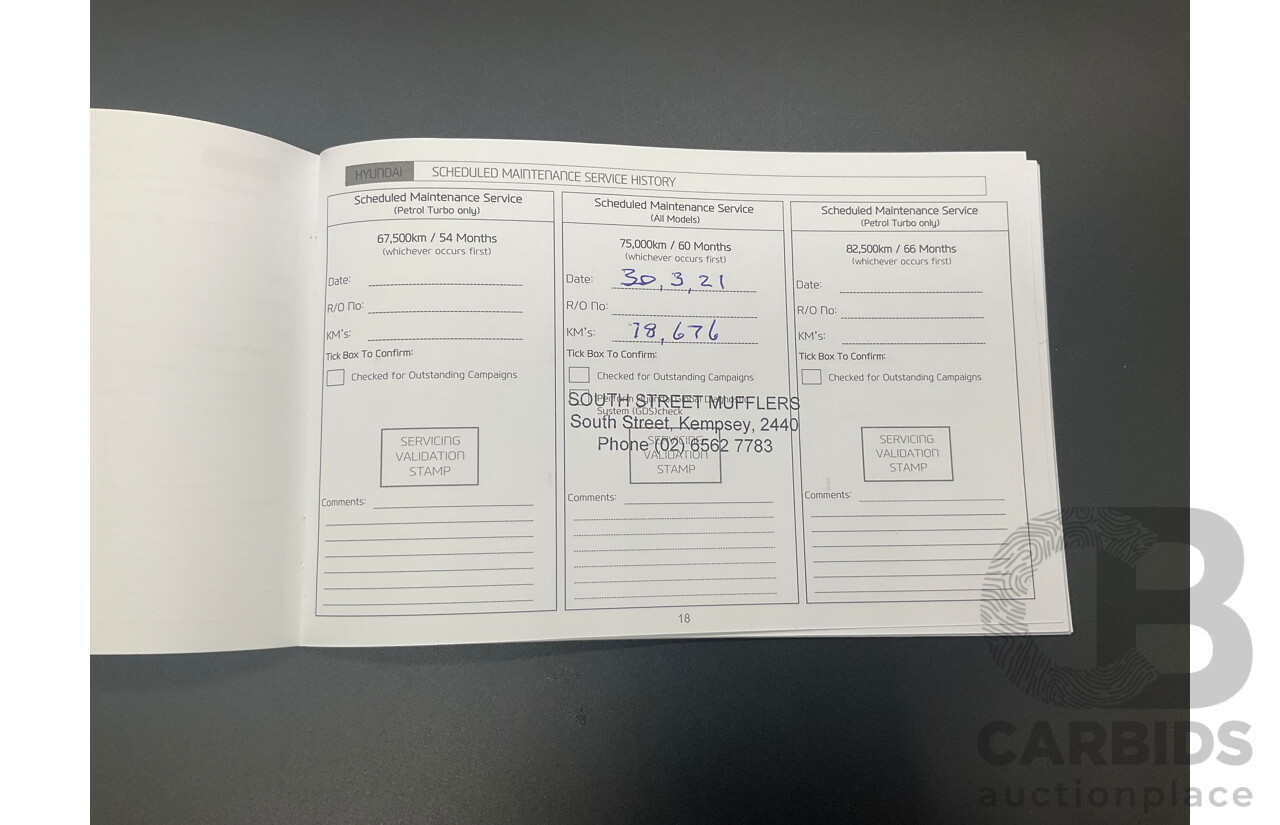 HYUNDAI SCHEDULED MAINTENANCE SERVICE HISTORY
Scheduled Maintenance Service
(Petrol Turbo only)
67,500km / 54 Months
(whichever occurs first)
Date:
R/O No:
KM's:
Tick Box To Confirm:
Checked for Outstanding Campaigns
SERVICING
VALIDATION
STAMP
Comments:
Scheduled Maintenance Service
(All Models)
75,000km / 60 Months
(whichever occurs first)
Date: 30,3,21
R/O No:
KM's: 78,676
Tick Box To Confirm:
Checked for Outstanding Campaigns
Perform
System (GDS)check
SOUTH STREET MUFFLERS
South Street, Kempsey, 2440
Phone (02) 6562 7783
SERVICING
VALIDATION
STAMP
Comments:
Scheduled Maintenance Service
(Petrol Turbo only)
82,500km / 66 Months
(whichever occurs first)
Date:
R/O No:
KM's:
Tick Box To Confirm:
Checked for Outstanding Campaigns
SERVICING
VALIDATION
STAMP
Comments:
18
CB
CARBIDS
auctionplace